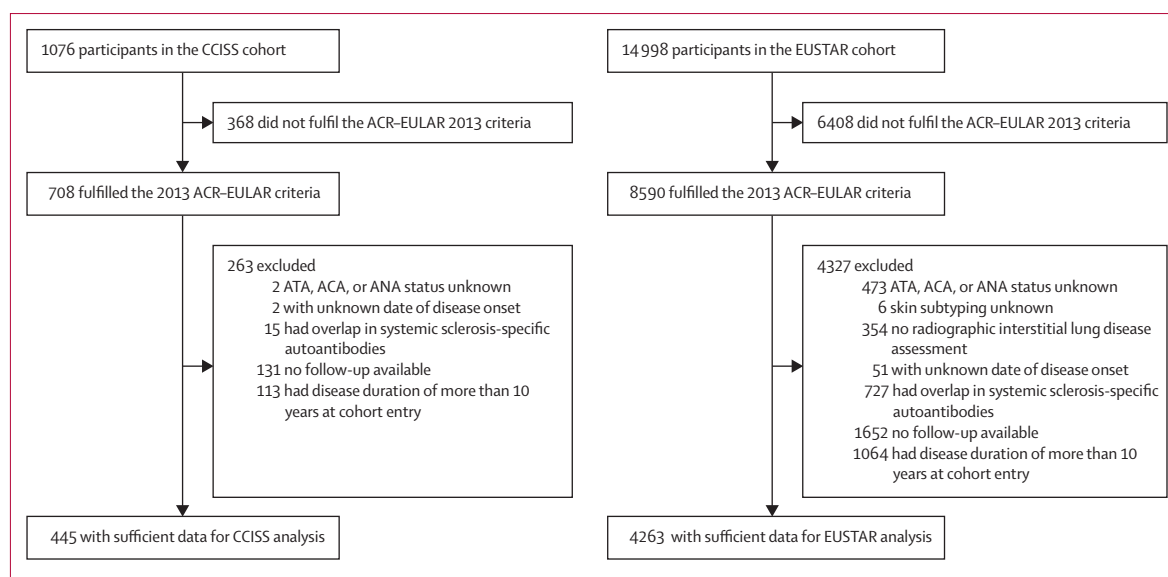 1076 participants in the CCISS cohort
368 did not fulfil the ACR–EULAR 2013 criteria
708 fulfilled the 2013 ACR–EULAR criteria
263 excluded
2 ATA, ACA, or ANA status unknown
2 with unknown date of disease onset
15 had overlap in systemic sclerosis-specific
autoantibodies
131 no follow-up available
113 had disease duration of more than 10
years at cohort entry
445 with sufficient data for CCISS analysis
14 998 participants in the EUSTAR cohort
6408 did not fulfil the ACR–EULAR 2013 criteria
8590 fulfilled the 2013 ACR–EULAR criteria
4327 excluded
473 ATA, ACA, or ANA status unknown
6 skin subtyping unknown
354 no radiographic interstitial lung disease
assessment
51 with unknown date of disease onset
727 had overlap in systemic sclerosis-specific
autoantibodies
1652 no follow-up available
1064 had disease duration of more than 10
years at cohort entry
4263 with sufficient data for EUSTAR analysis